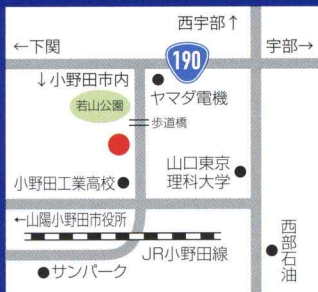 西宇部↑
←下関
190
宇部→
↓小野田市内
ヤマダ電機
若山公園
歩道橋
山口東京
理科大学
小野田工業高校
←山陽小野田市役所
JR小野田線
西部石油
サンパーク